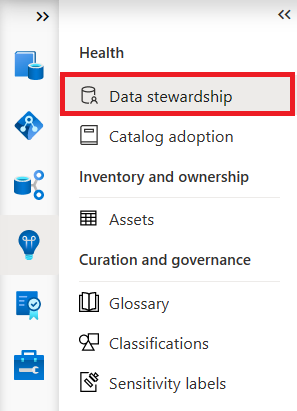 Health
Data stewardship
Catalog adoption
Inventory and ownership
Assets
Curation and governance
Glossary
Classifications
Sensitivity labels